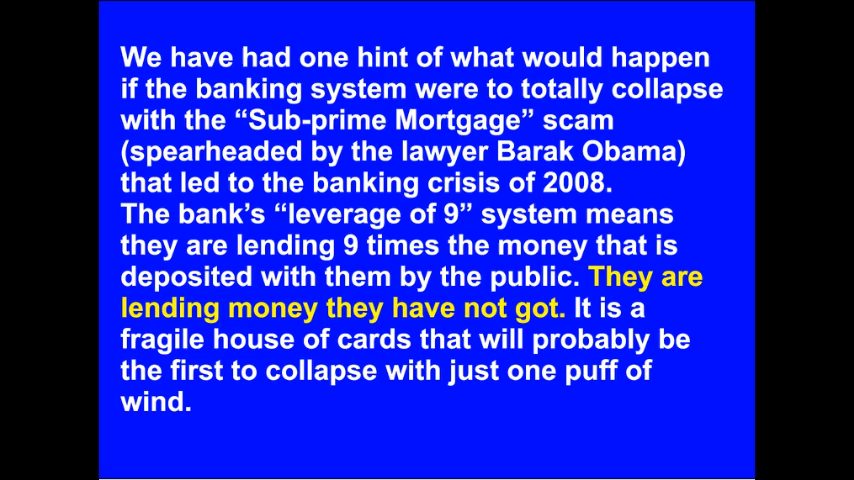 We have had one hint of what would happen
if the banking system were to totally collapse
with the “Sub-prime Mortgage” scam
(spearheaded by the lawyer Barak Obama)
that led to the banking crisis of 2008.
The bank’s “leverage of 9” system means
they are lending 9 times the money that is
deposited with them by the public. They are
lending money they have not got. It is a
fragile house of cards that will probably be
the first to collapse with just one puff of
wind.